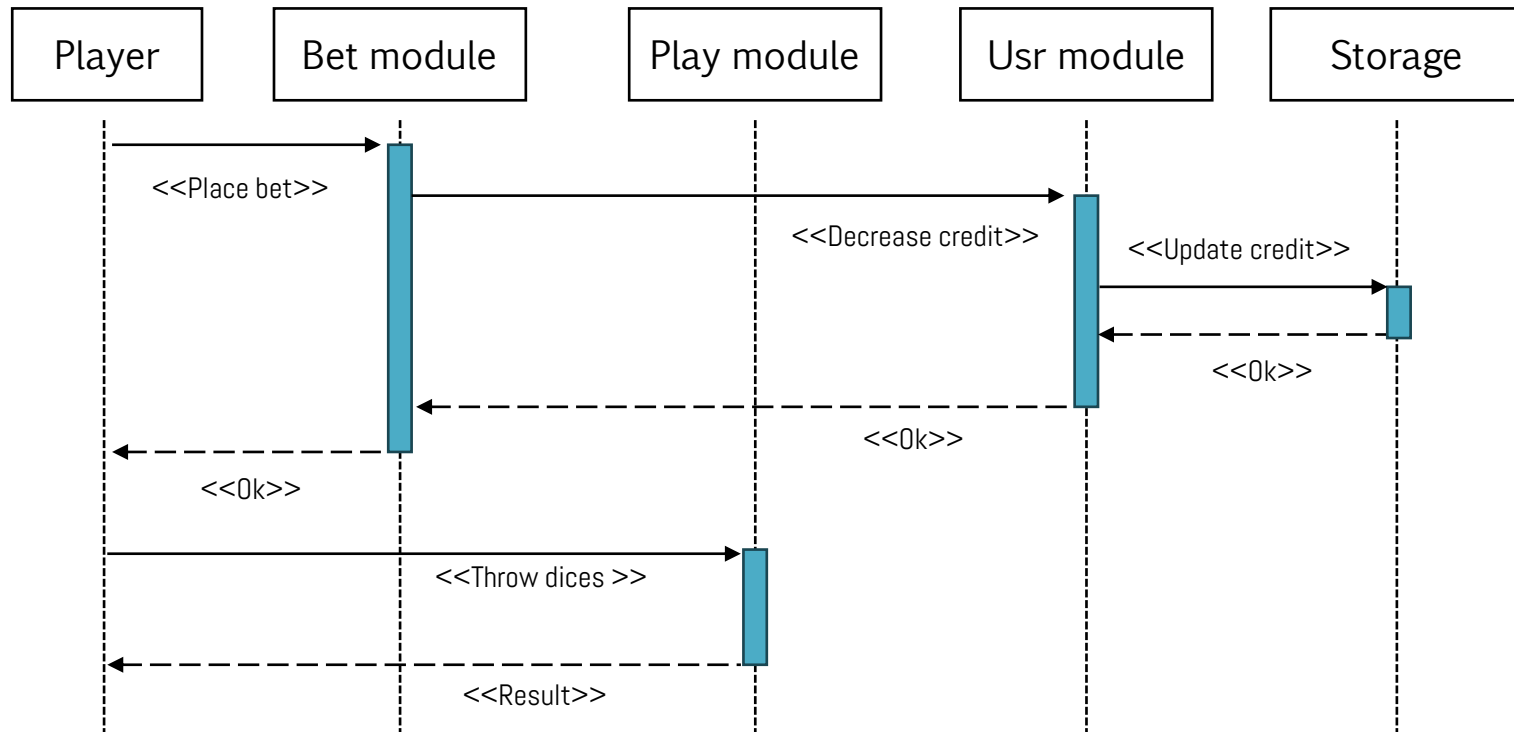 Player
Bet module
Play module
Usr module
Storage
<<Place bet>>
<<Decrease credit>>
<<Update credit>>
<<Ok>>
<<Ok>>
<<Ok>>
<<Throw dices >>
<<Result>>